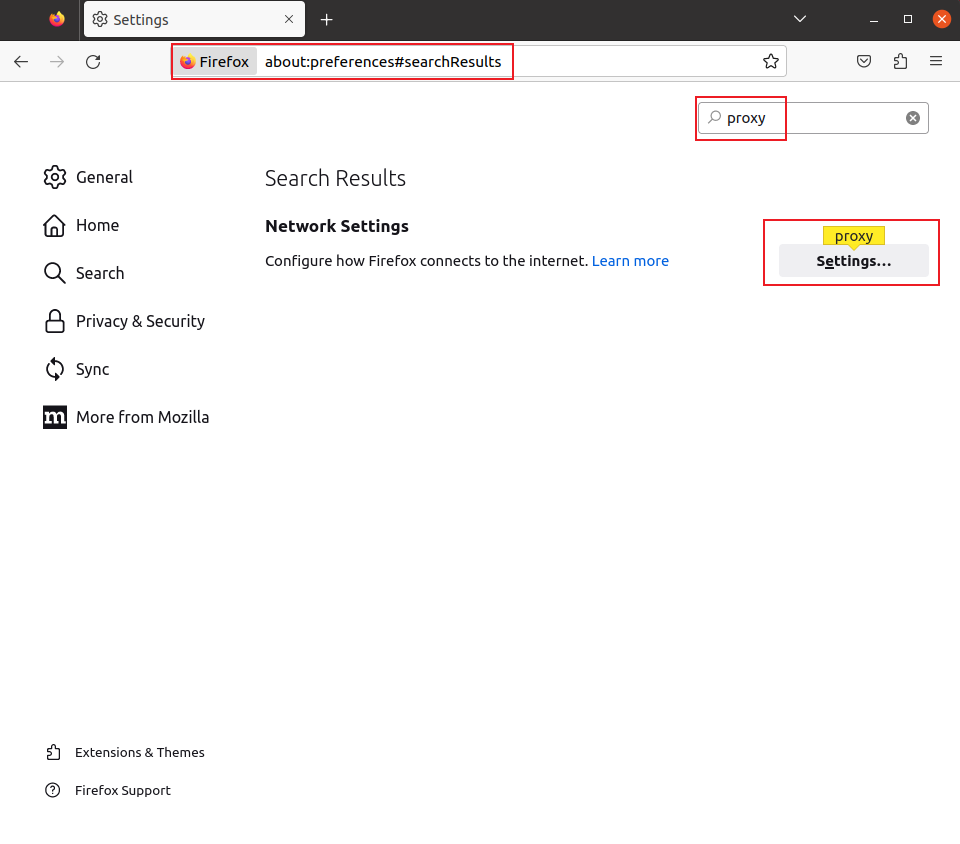 Settings
Firefox about:preferences#searchResults
proxy
General
Home
Search
Privacy & Security
Sync
m More from Mozilla
Search Results
Network Settings
Configure how Firefox connects to the internet. Learn more
proxy
Settings...
Extensions & Themes
Firefox Support